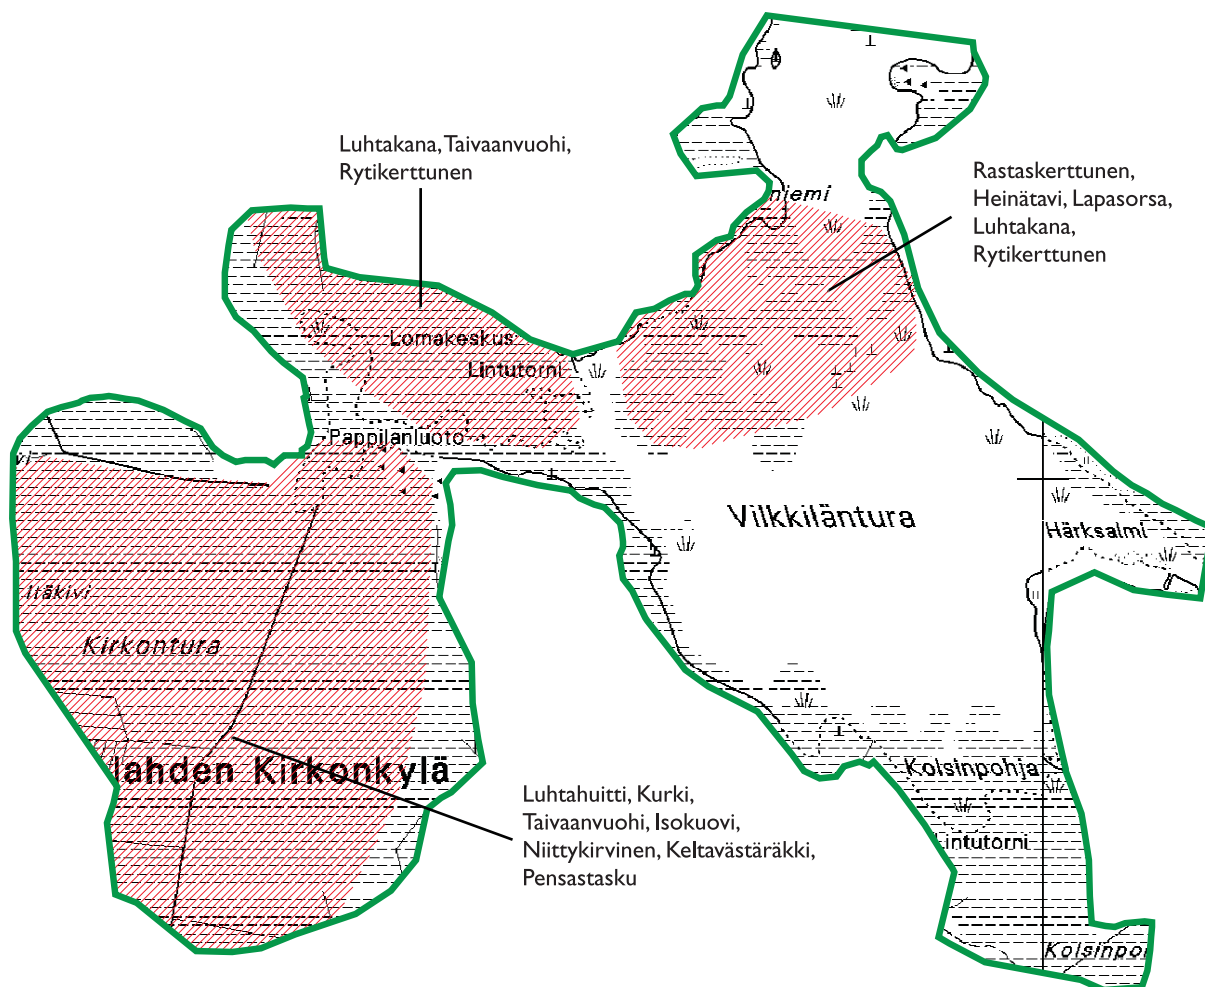 Luhtakana, Taivaanvuohi,
Rytikerttunen
Rastaskerttunen,
Heinätavi, Lapasorsa,
Luhtakana,
Rytikerttunen
niemi
Lomakeskus
Lintutorni
Pappilanluoto
vi
Vilkkiläntura
Härksalmi
Itäkivi
Kirkontura
lahden Kirkonkylä
Kolsinpohja
Luhtahuitti, Kurki,
Taivaanvuohi, Isokuovi,
Niittykirvinen, Keltavästäräkki,
Pensastasku
Lintutorni
Kolsinpo